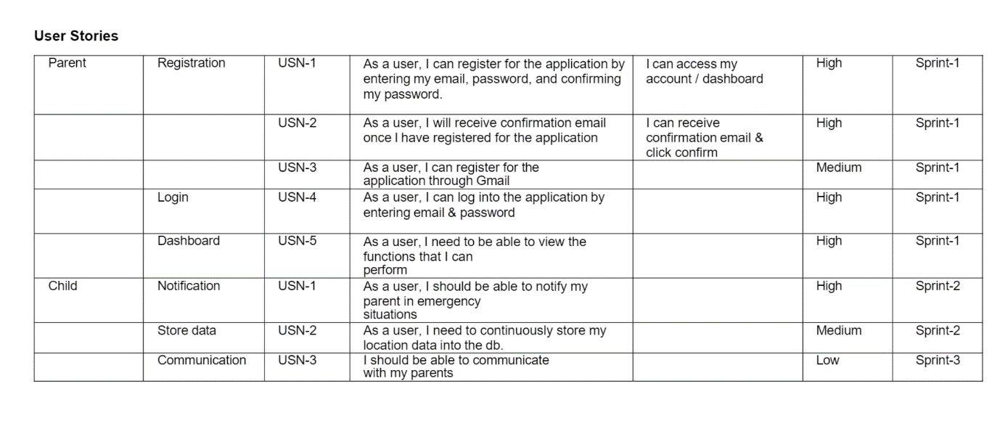 User Stories
Parent Registration USN-1 As a user, I can register for the application by I can access my High Sprint-1
entering my email, password, and confirming account / dashboard
my password.
USN-2 As a user, I will receive confirmation email I can receive High Sprint-1
once I have registered for the application confirmation email &
click confirm
USN-3 As a user, I can register for the Medium Sprint-1
application through Gmail
Login USN-4 As a user, I can log into the application by High Sprint-1
entering email & password
Dashboard USN-5 As a user, I need to be able to view the High Sprint-1
functions that I can
perform
Child Notification USN-1 As a user, I should be able to notify my High Sprint-2
parent in emergency
situations
Store data USN-2 As a user, I need to continuously store my Medium Sprint-2
location data into the db.
Communication USN-3 I should be able to communicate Low Sprint-3
with my parents